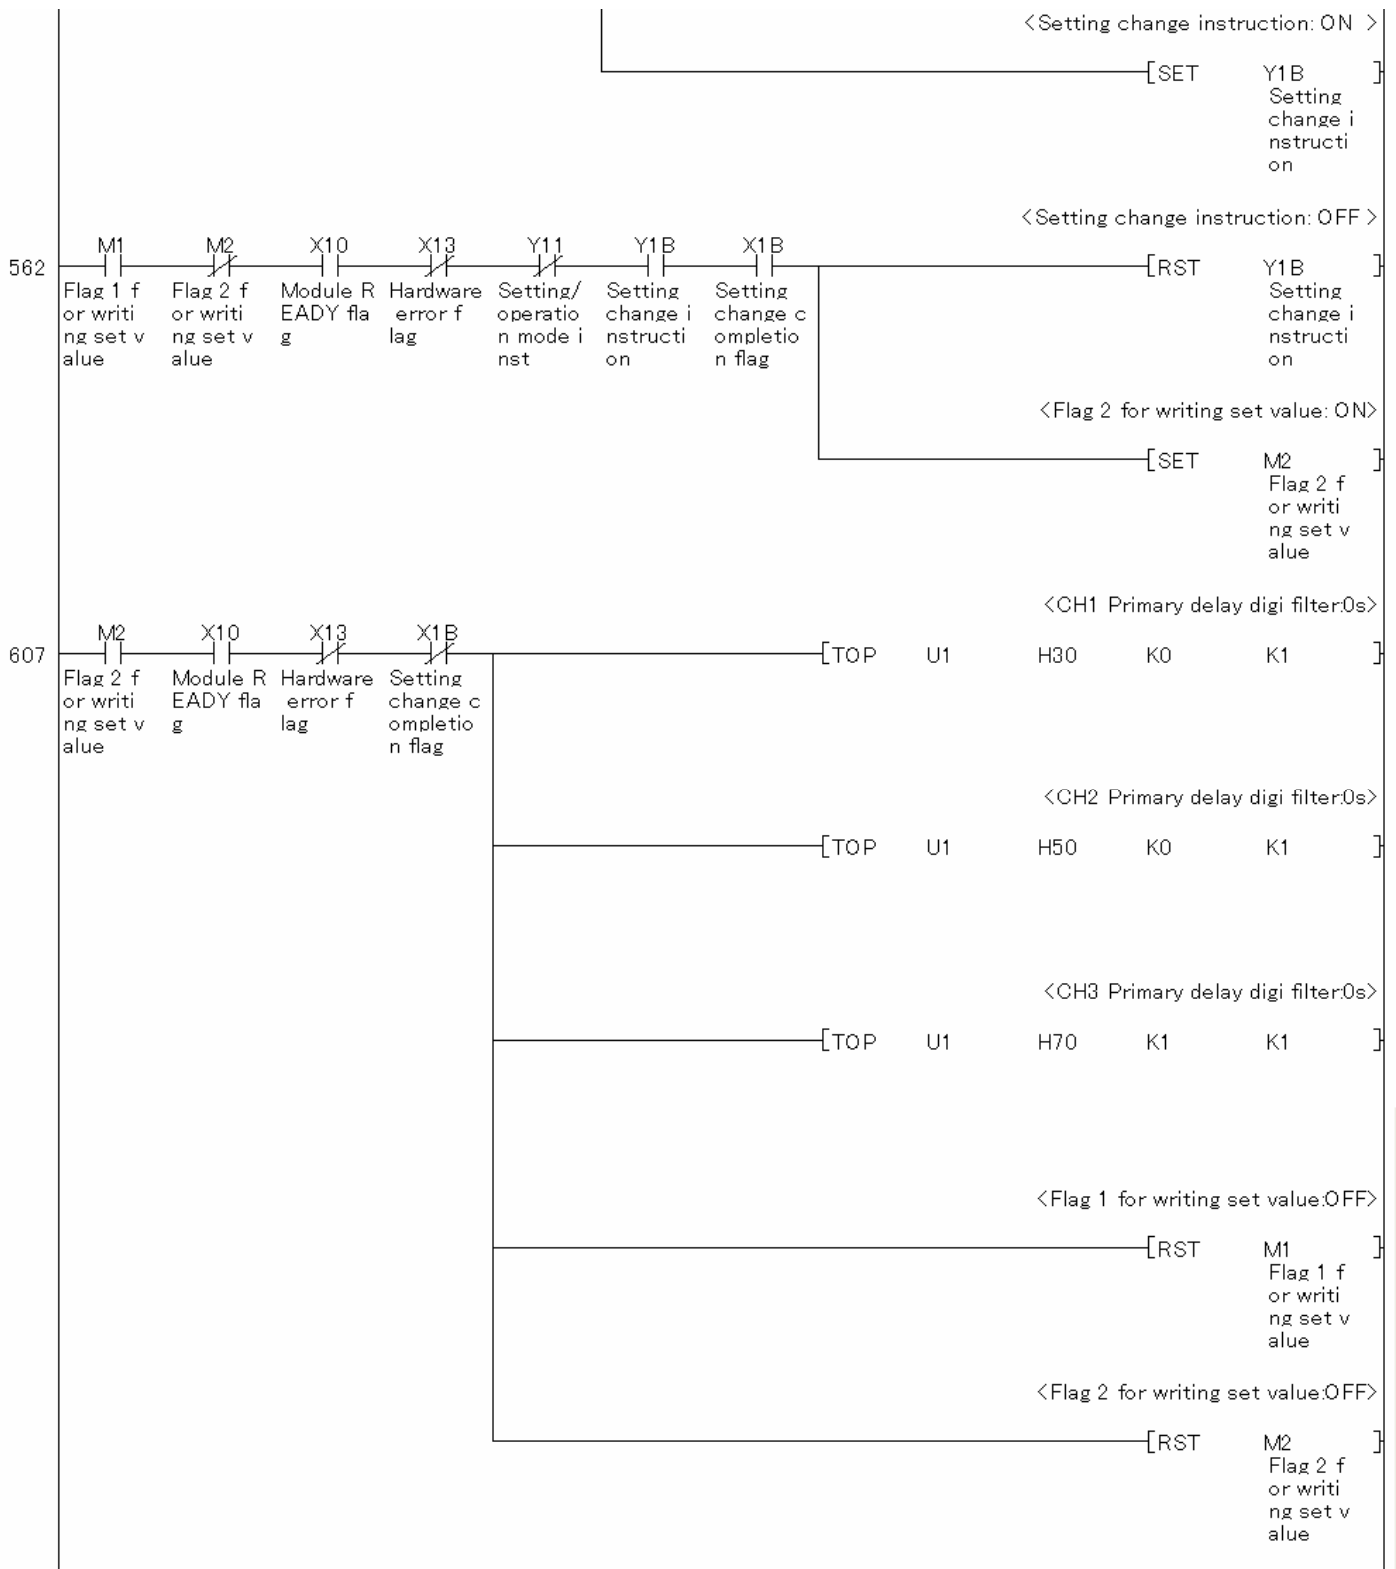 <Setting change instruction: ON >
[SET Y1B ]
Setting
change i
nstructi
on
<Setting change instruction: OFF >
M1 M2 X10 X13 Y11 Y1B X1B
562 [RST Y1B ]
Flag 1 f Flag 2 f Module R Hardware Setting/ Setting Setting Setting
or writi or writi EADY fla error f operatio change i change c change i
ng set v ng set v g lag n mode i nstructi ompletio nstructi
alue alue nst on n flag on
<Flag 2 for writing set value: ON>
[SET M2 ]
Flag 2 f
or writi
ng set v
alue
<CH1 Primary delay digi filter:0s>
M2 X10 X13 X1B
607 [TOP U1 H30 K0 K1 ]
Flag 2 f Module R Hardware Setting
or writi EADY fla error f change c
ng set v g lag ompletio
alue n flag
<CH2 Primary delay digi filter:0s>
[TOP U1 H50 K0 K1 ]
<CH3 Primary delay digi filter:0s>
[TOP U1 H70 K1 K1 ]
<Flag 1 for writing set value:OFF>
[RST M1 ]
Flag 1 f
or writi
ng set v
alue
<Flag 2 for writing set value:OFF>
[RST M2 ]
Flag 2 f
or writi
ng set v
alue